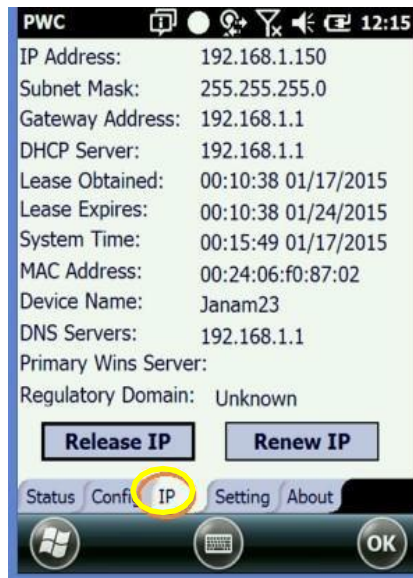 PWC 12:15
IP Address: 192.168.1.150
Subnet Mask: 255.255.255.0
Gateway Address: 192.168.1.1
DHCP Server: 192.168.1.1
Lease Obtained: 00:10:38 01/17/2015
Lease Expires: 00:10:38 01/24/2015
System Time: 00:15:49 01/17/2015
MAC Address: 00:24:06:f0:87:02
Device Name: Janam23
DNS Servers: 192.168.1.1
Primary Wins Server:
Regulatory Domain: Unknown
Release IP Renew IP
Status Config IP Setting About
OK